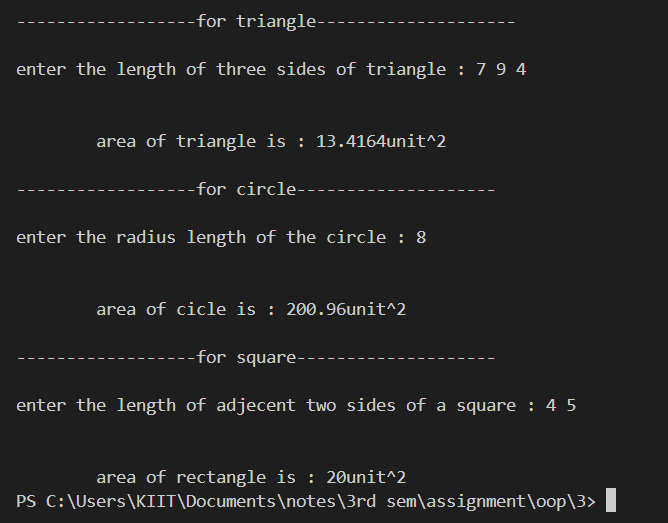 ------------------for triangle--------------------
enter the length of three sides of triangle : 7 9 4
area of triangle is : 13.4164unit^2
------------------for circle--------------------
enter the radius length of the circle : 8
area of cicle is : 200.96unit^2
------------------for square--------------------
enter the length of adjecent two sides of a square : 4 5
area of rectangle is : 20unit^2
PS C:\Users\KIIT\Documents\notes\3rd sem\assignment\oop\3>